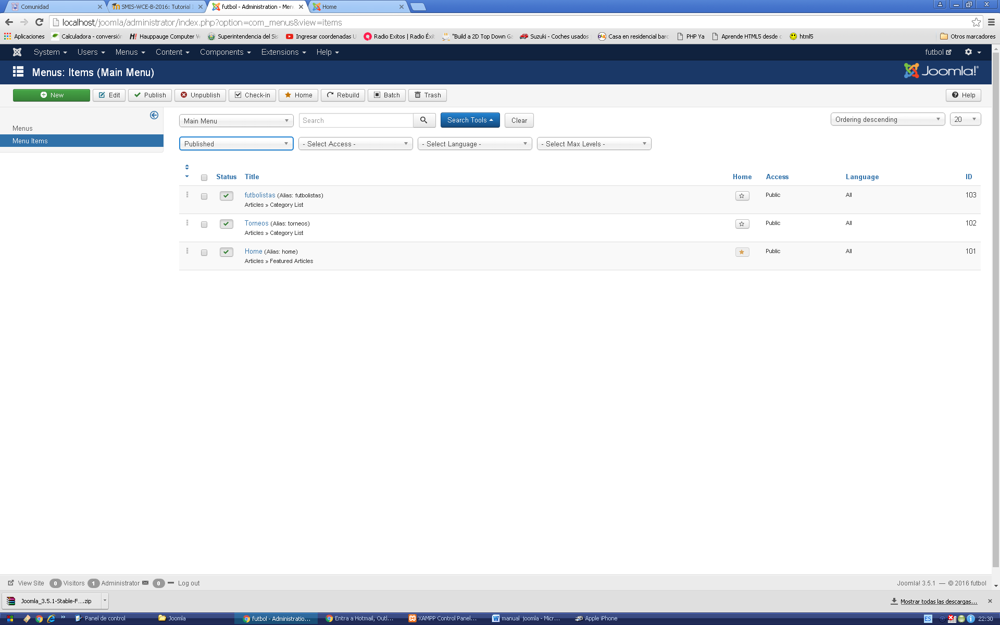 Comunidad
SMIS-WCE-B-2016: Tutorial
futbol - Administration - Men
Home
localhost/joomla/administrator/index.php?option=com_menus&view=items
Aplicaciones
Calculadora - conversión
Hauppauge Computer
Superintendencia del Sis
Ingresar coordenadas
Radio Exitos | Radio Éxi
"Build a 2D Top Down Ga
Suzuki - Coches usados
Casa en residencial barc
PHP Ya
Aprende HTML5 desde
html5
Otros marcadores
System Users Menus Content Components Extensions Help
futbol
Menus: Items (Main Menu)
Joomla!
New Edit Publish Unpublish Check-in Home Rebuild Batch Trash Help
Menus
Menu Items
Main Menu
Search
Search Tools
Clear
Ordering descending
20
Published
- Select Access -
- Select Language -
- Select Max Levels -
Status Title Home Access Language ID
futbolistas (Alias: futbolistas) Public All 103
Articles » Category List
Torneos (Alias: torneos) Public All 102
Articles » Category List
Home (Alias: home) Public All 101
Articles » Featured Articles
View Site 0 Visitors 1 Administrator 0 Log out
Joomla! 3.5.1 — © 2016 futbol
Joomla_3.5.1-Stable-F....zip
Mostrar todas las descargas...
Panel de control
Joomla
futbol - Administratio...
Entra a Hotmail, Outl...
XAMPP Control Panel...
manual joomla - Micr...
Apple iPhone
ES
22:30